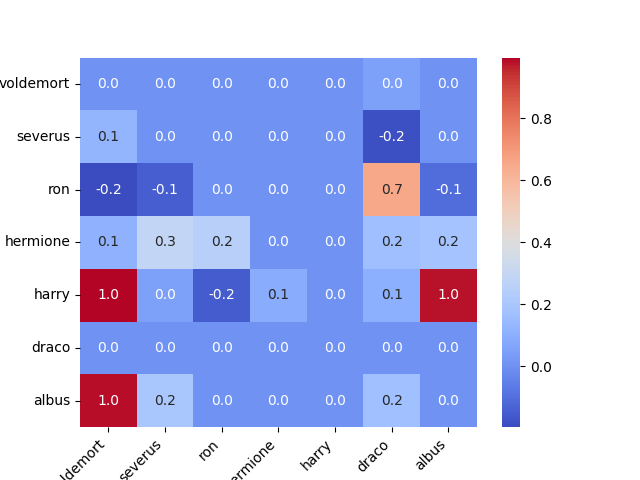 voldemort 0.0 0.0 0.0 0.0 0.0 0.0 0.0
severus 0.1 0.0 0.0 0.0 0.0 -0.2 0.0
ron -0.2 -0.1 0.0 0.0 0.0 0.7 -0.1
hermione 0.1 0.3 0.2 0.0 0.0 0.2 0.2
harry 1.0 0.0 -0.2 0.1 0.0 0.1 1.0
draco 0.0 0.0 0.0 0.0 0.0 0.0 0.0
albus 1.0 0.2 0.0 0.0 0.0 0.2 0.0
ldemort severus ron ermione harry draco albus
0.8
0.6
0.4
0.2
0.0